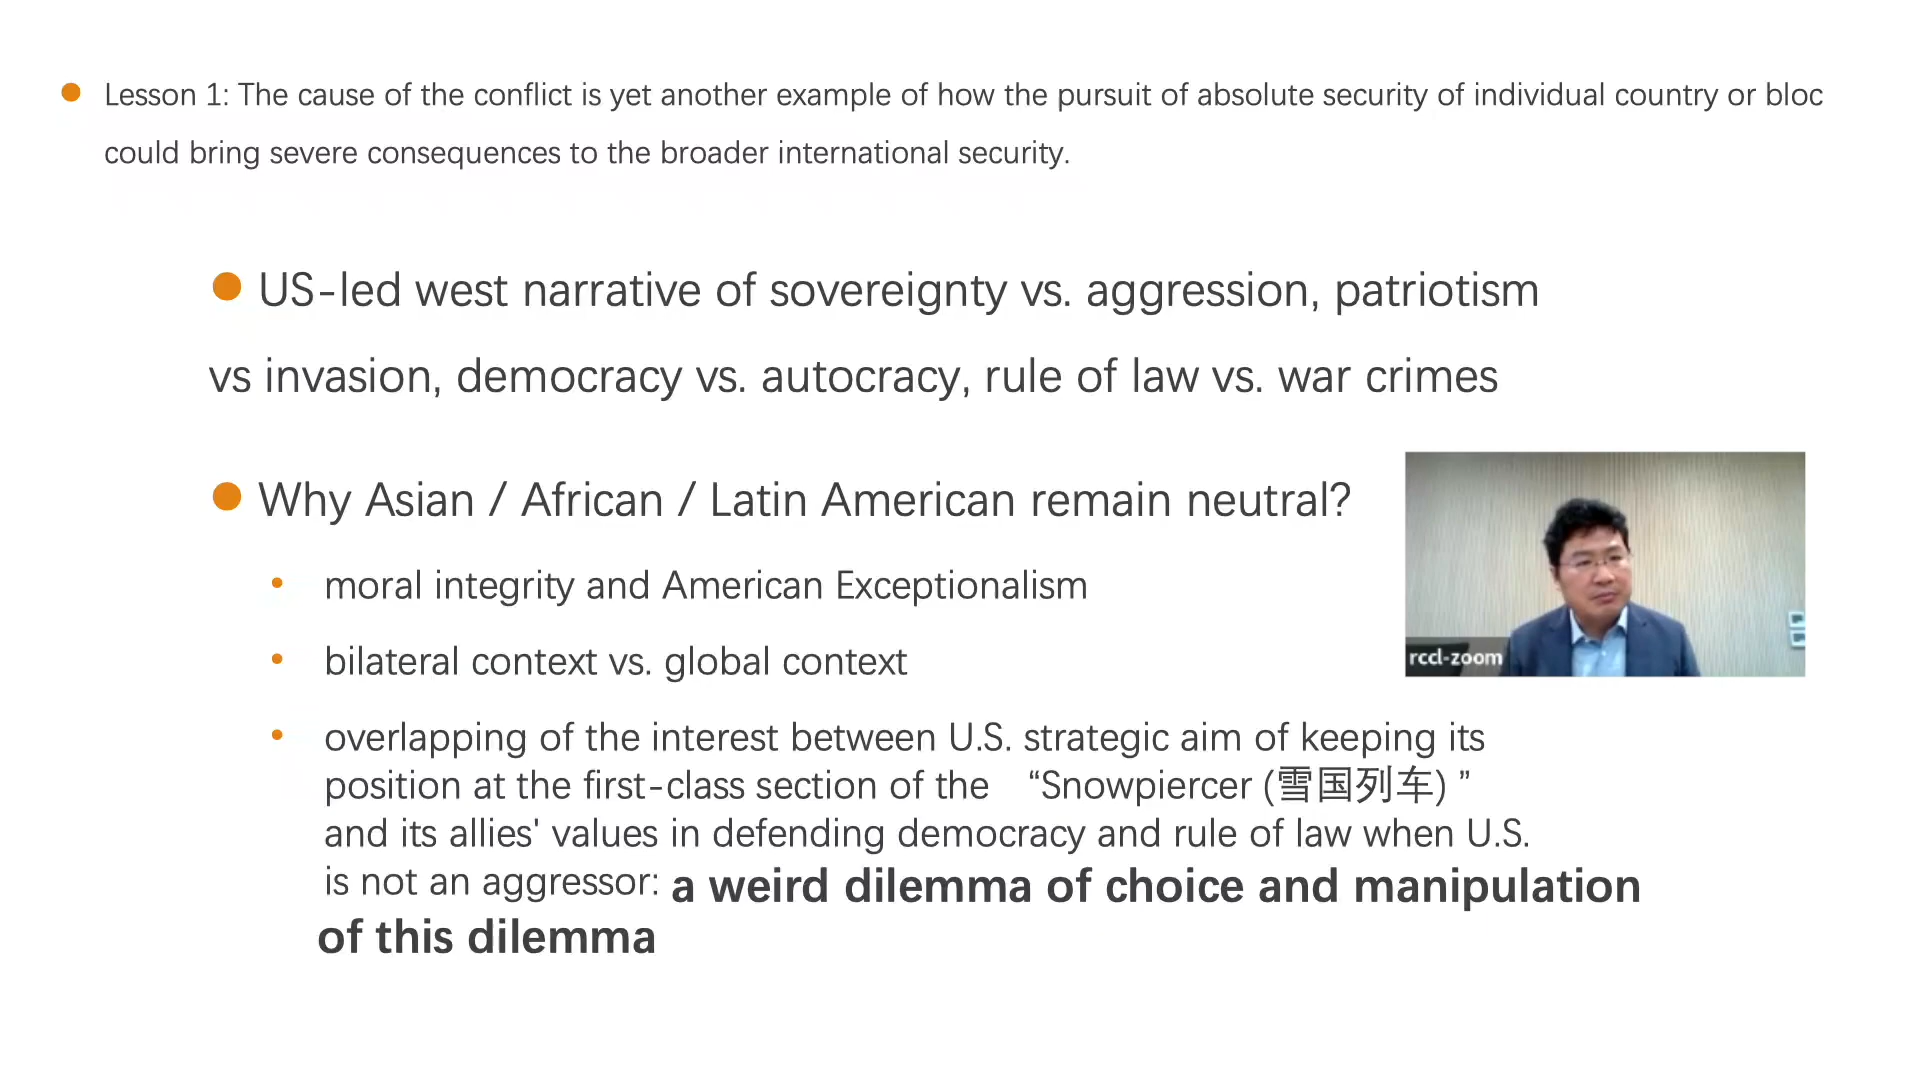 Lesson 1: The cause of the conflict is yet another example of how the pursuit of absolute security of individual country or bloc
could bring severe consequences to the broader international security.
US-led west narrative of sovereignty vs. aggression, patriotism
vs invasion, democracy vs. autocracy, rule of law vs. war crimes
Why Asian / African / Latin American remain neutral?
moral integrity and American Exceptionalism
bilateral context vs. global context
overlapping of the interest between U.S. strategic aim of keeping its
position at the first-class section of the “Snowpiercer (雪国列车) ”
and its allies' values in defending democracy and rule of law when U.S.
is not an aggressor: a weird dilemma of choice and manipulation
of this dilemma
rccl-zoom